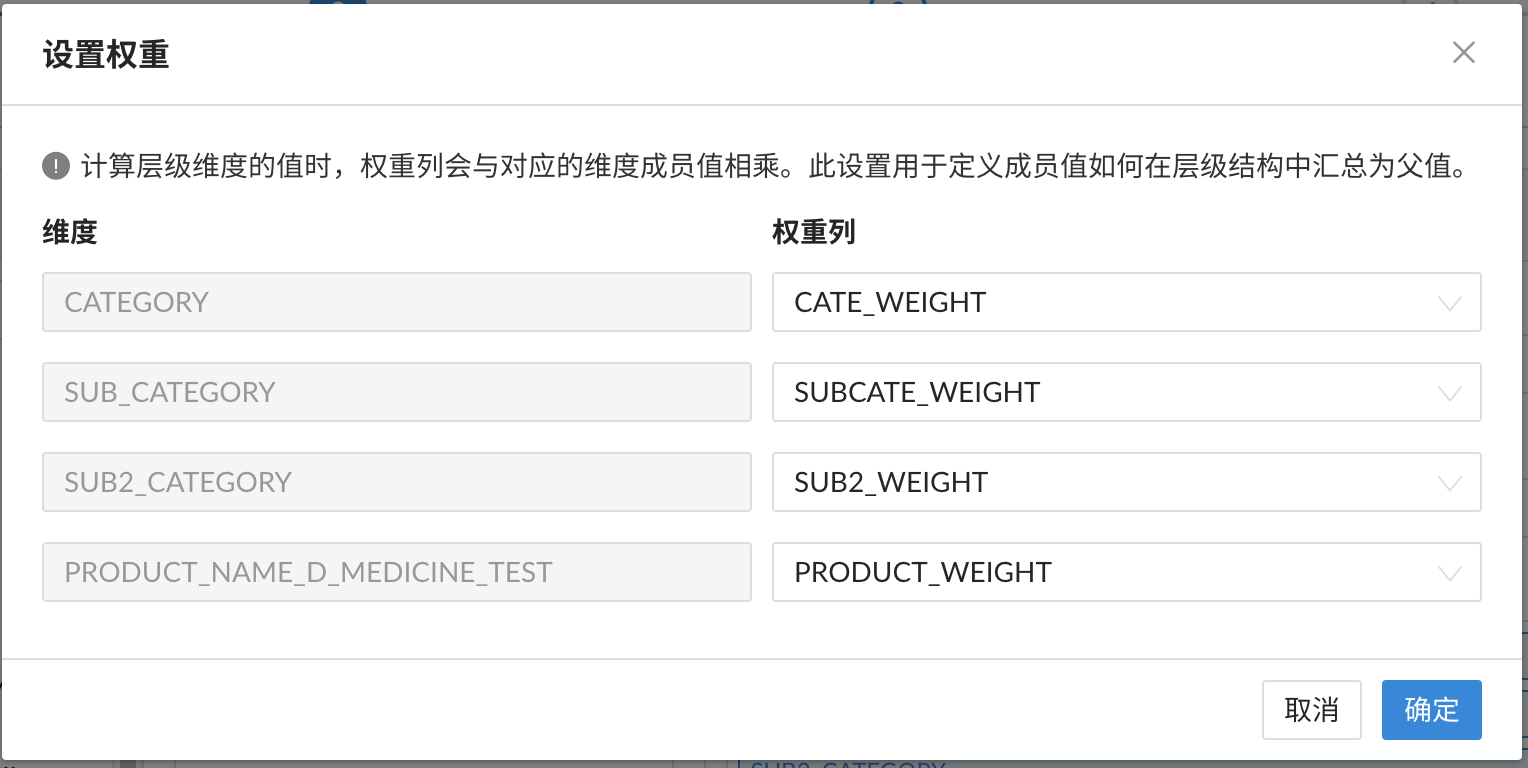 设置权重
计算层级维度的值时，权重列会与对应的维度成员值相乘。此设置用于定义成员值如何在层级结构中汇总为父值。
维度 权重列
CATEGORY CATE_WEIGHT
SUB_CATEGORY SUBCATE_WEIGHT
SUB2_CATEGORY SUB2_WEIGHT
PRODUCT_NAME_D_MEDICINE_TEST PRODUCT_WEIGHT
取消 确定
SUB2_CATEGORY